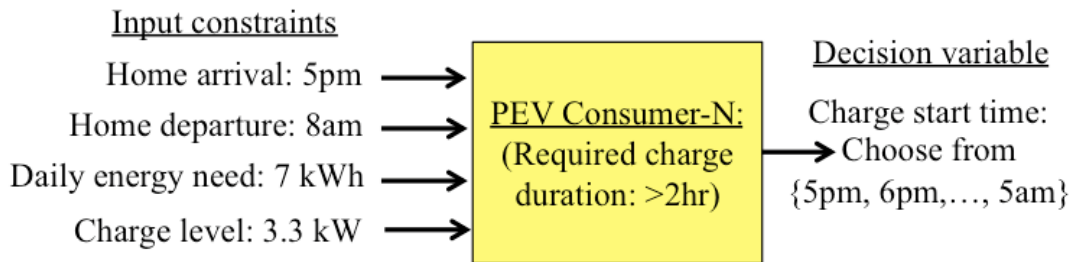 Input constraints
Home arrival: 5pm
Home departure: 8am
Daily energy need: 7 kWh
Charge level: 3.3 kW
PEV Consumer-N:
(Required charge
duration: >2hr)
Decision variable
Charge start time:
Choose from
{5pm, 6pm,..., 5am}